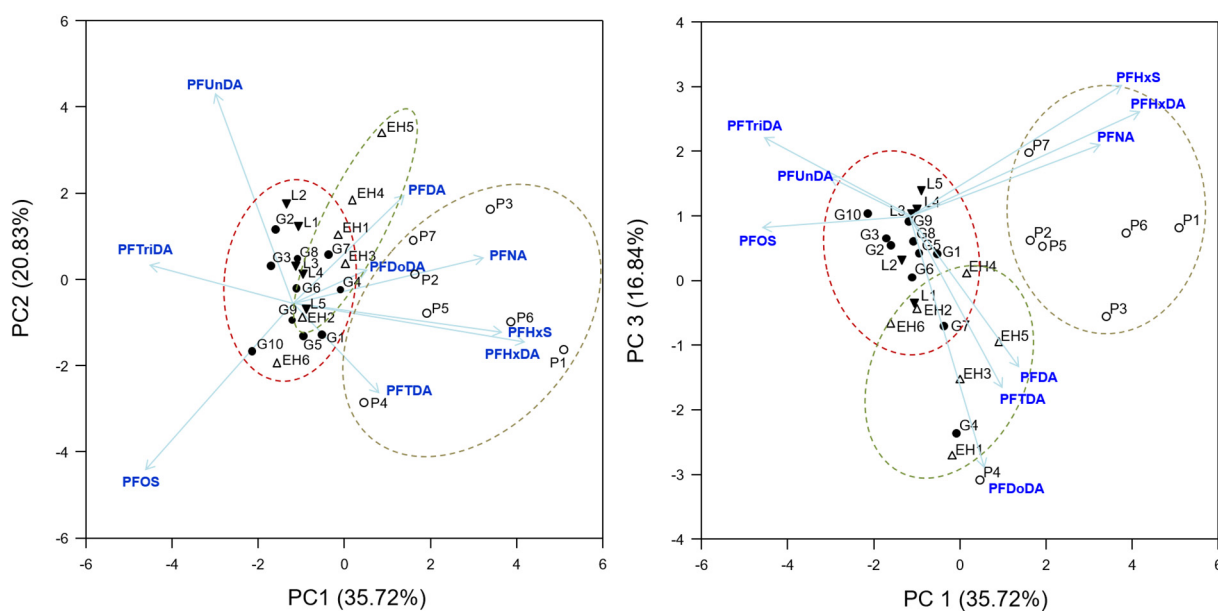 6
4
2
0
-2
-4
-6
-6
-4
-2
0
2
4
6
PC2 (20.83%)
PC1 (35.72%)
PFUnDA
EH5
L2
EH4
PFDA
P3
G2
L1
EH1
P7
PFNA
PFTriDA
G3
G8
G7
L3
EH3
PFDoDA
L4
P2
G6
G4
G9
L5
EH2
P5
P6
PFHxS
G5
G1
PFHxDA
G10
EH6
P1
PFTDA
P4
PFOS
4
3
2
1
0
-1
-2
-3
-4
-6
-4
-2
0
2
4
6
PC 3 (16.84%)
PC 1 (35.72%)
PFHxS
PFHxDA
PFTriDA
PFNA
P7
PFUnDA
L5
L4
L3
G10
G9
PFOS
G3
G8
G2
G5
G1
P2
P5
P6
P1
L2
EH4
G6
L1
EH2
P3
EH6
G7
EH5
EH3
PFDA
PFTDA
G4
EH1
P4
PFDoDA